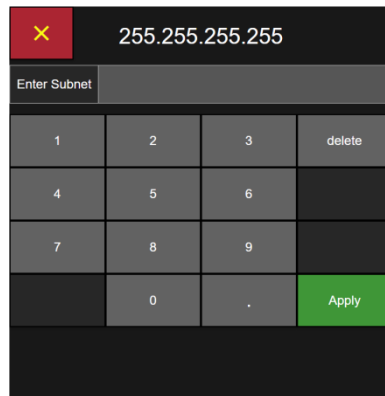 × 255.255.255.255
Enter Subnet
1 2 3 delete
4 5 6
7 8 9
0 . Apply